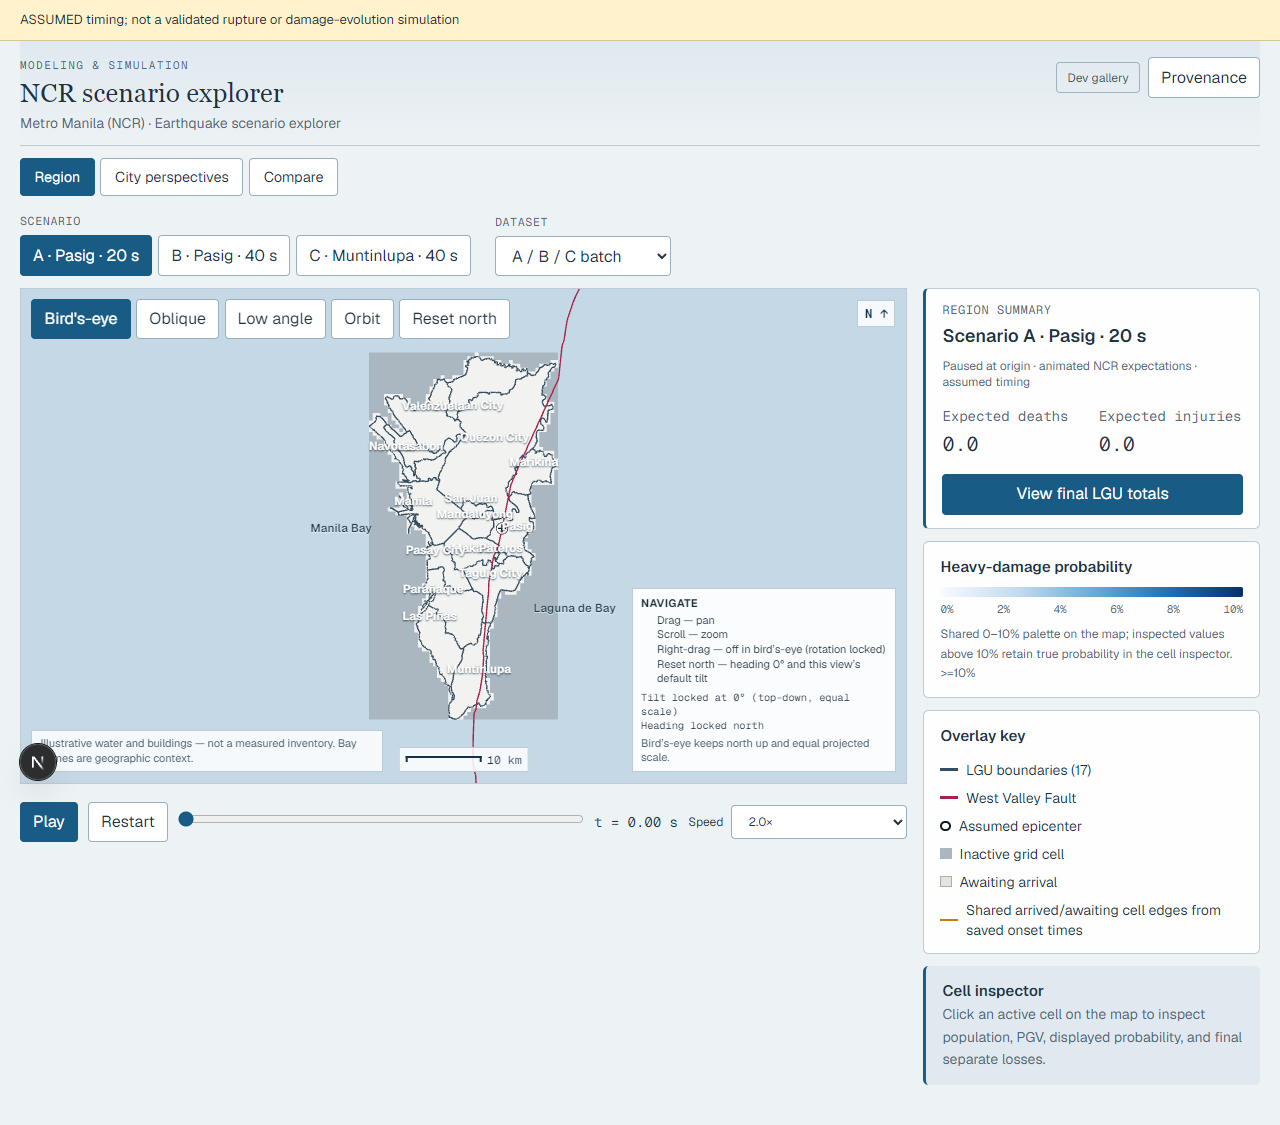 ASSUMED timing; not a validated rupture or damage-evolution simulation
MODELING & SIMULATION
NCR scenario explorer
Metro Manila (NCR) · Earthquake scenario explorer
Dev gallery
Provenance
Region
City perspectives
Compare
SCENARIO
DATASET
A · Pasig · 20 s
B · Pasig · 40 s
C · Muntinlupa · 40 s
A / B / C batch
Bird's-eye
Oblique
Low angle
Orbit
Reset north
N ↑
City
Quezon City
Marikina
Manila
San Juan
Pasig
Manila Bay
Pasay City
Pateros
Taguig City
Parañaque
Las Piñas
Laguna de Bay
Muntinlupa
NAVIGATE
Drag — pan
Scroll — zoom
Right-drag — off in bird's-eye (rotation locked)
Reset north — heading 0° and this view's
default tilt
Tilt locked at 0° (top-down, equal
scale)
Heading locked north
Bird's-eye keeps north up and equal projected
scale.
Illustrative water and buildings — not a measured inventory. Bay
are geographic context.
N
10 km
Play
Restart
t = 0.00 s
Speed
2.0×
REGION SUMMARY
Scenario A · Pasig · 20 s
Paused at origin · animated NCR expectations ·
assumed timing
Expected deaths
Expected injuries
0.0
0.0
View final LGU totals
Heavy-damage probability
0%
2%
4%
6%
8%
10%
Shared 0–10% palette on the map; inspected values
above 10% retain true probability in the cell inspector.
>=10%
Overlay key
LGU boundaries (17)
West Valley Fault
Assumed epicenter
Inactive grid cell
Awaiting arrival
Shared arrived/awaiting cell edges from
saved onset times
Cell inspector
Click an active cell on the map to inspect
population, PGV, displayed probability, and final
separate losses.